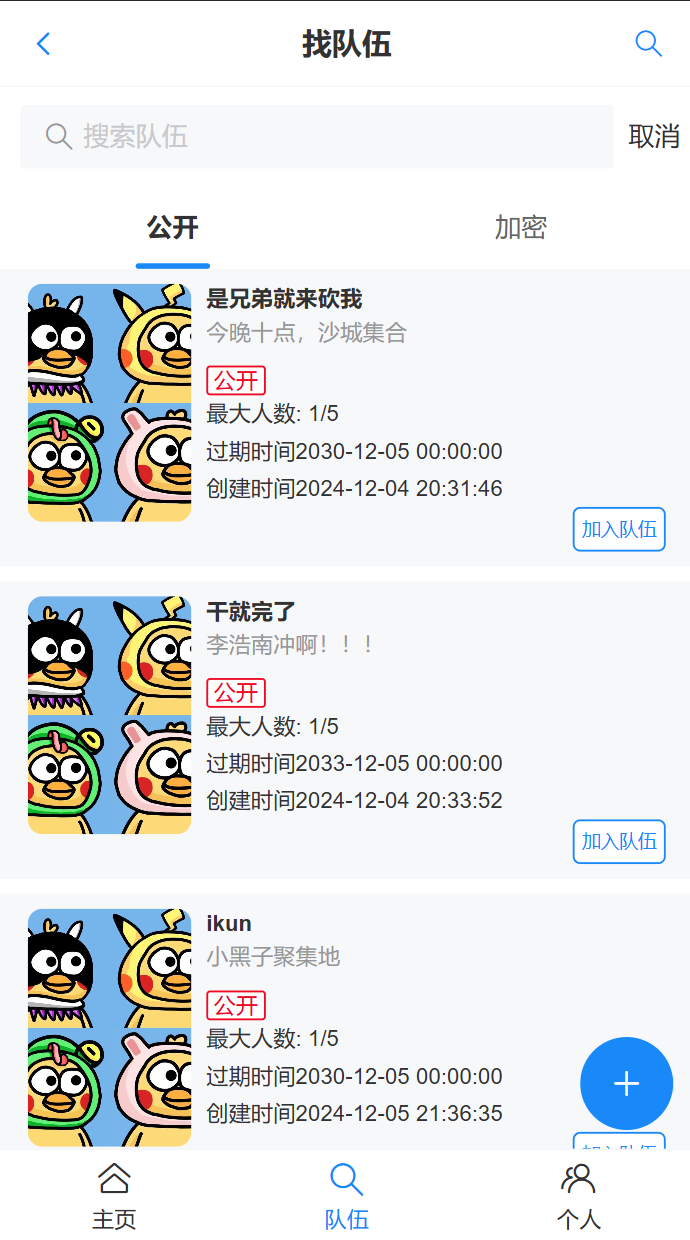 找队伍
搜索队伍
取消
公开
加密
是兄弟就来砍我
今晚十点，沙城集合
公开
最大人数: 1/5
过期时间2030-12-05 00:00:00
创建时间2024-12-04 20:31:46
加入队伍
干就完了
李浩南冲啊！！！
公开
最大人数: 1/5
过期时间2033-12-05 00:00:00
创建时间2024-12-04 20:33:52
加入队伍
ikun
小黑子聚集地
公开
最大人数: 1/5
过期时间2030-12-05 00:00:00
创建时间2024-12-05 21:36:35
主页
队伍
个人